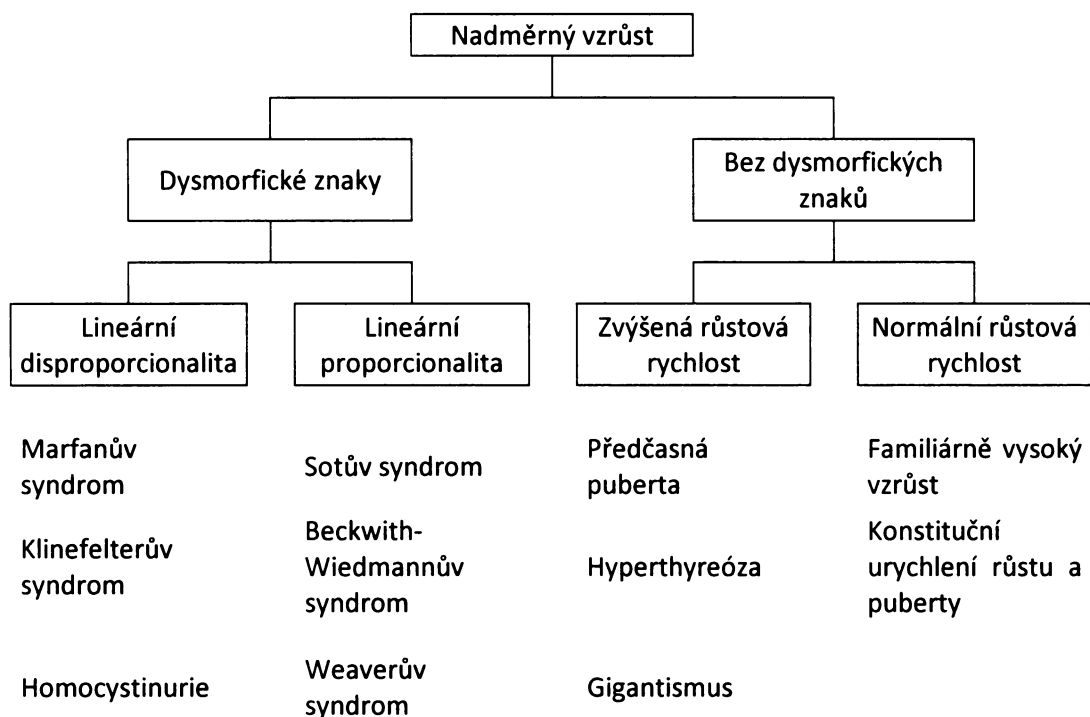 Nadměrný vzrůst
Dysmorfické znaky
Bez dysmorfických
znaků
Lineární
disproporcionalita
Lineární
proporcionalita
Zvýšená růstová
rychlost
Normální růstová
rychlost
Marfanův
syndrom
Klinefelterův
syndrom
Homocystinurie
Sotův syndrom
Beckwith-
Wiedmannův
syndrom
Weaverův
syndrom
Předčasná
puberta
Hyperthyreóza
Gigantismus
Familiárně vysoký
vzrůst
Konstituční
urychlení růstu a
puberty